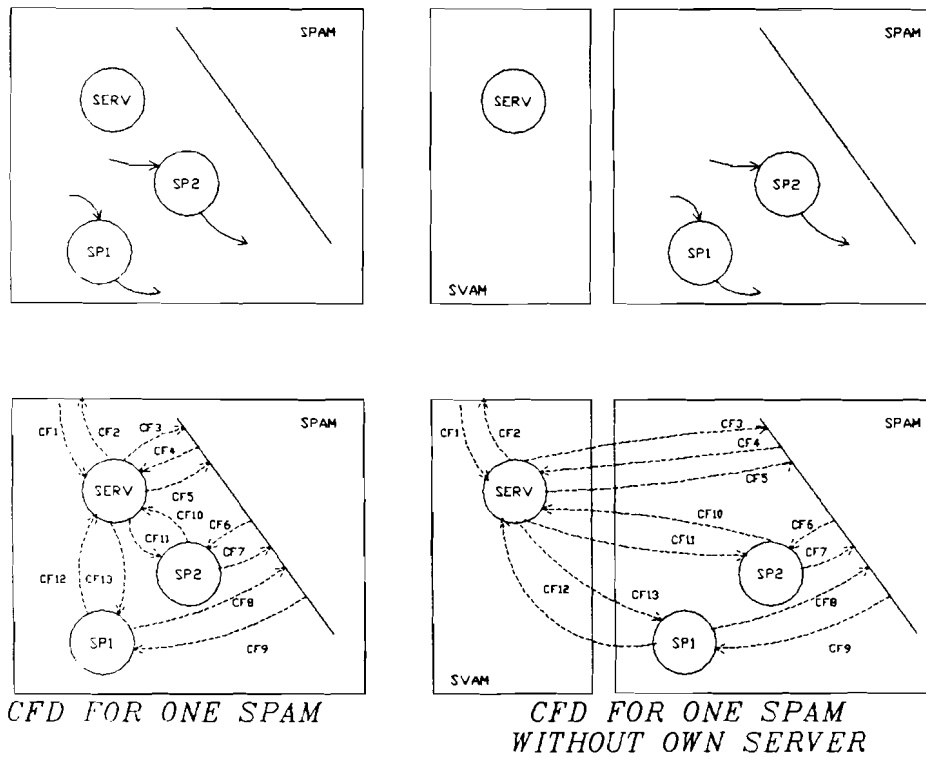 SPAM
SERV
SP2
SP1
SERV
SVAM
SPAM
SP2
SP1
SPAM
CF1
CF2
CF3
CF4
SERV
CF5
CF10
CF6
CF11
CF7
SP2
CF12
CF13
CF8
SP1
CF9
CFD FOR ONE SPAM
SPAM
CF1
CF2
CF3
CF4
CF5
SERV
CF10
CF6
CF11
CF7
SP2
CF12
CF13
CF8
SP1
CF9
SVAM
CFD FOR ONE SPAM
WITHOUT OWN SERVER